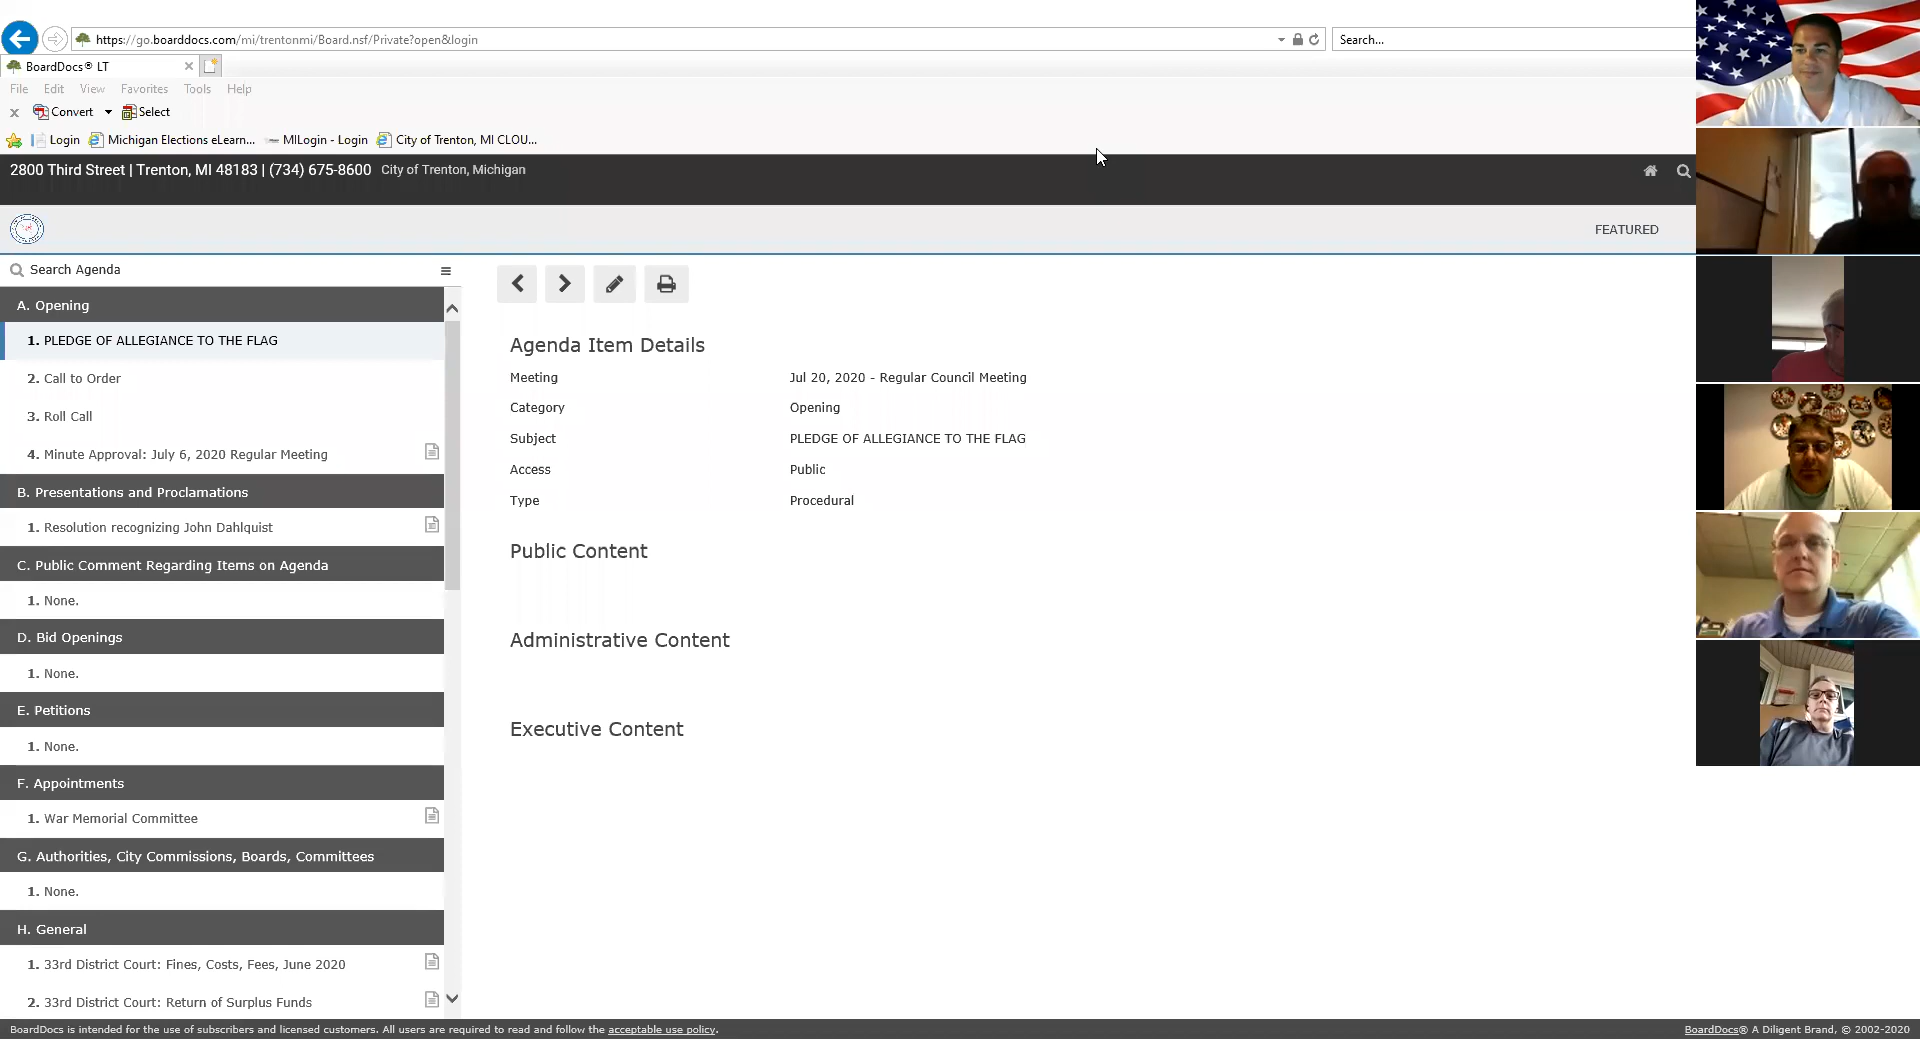 https://go.boarddocs.com/mi/trentonmi/Board.nsf/Private?open&login
Search...
BoardDocs® LT
File Edit View Favorites Tools Help
Convert Select
Login Michigan Elections eLearn... MILogin - Login City of Trenton, MI CLOU...
2800 Third Street | Trenton, MI 48183 | (734) 675-8600 City of Trenton, Michigan
FEATURED
Search Agenda
A. Opening
1. PLEDGE OF ALLEGIANCE TO THE FLAG
2. Call to Order
3. Roll Call
4. Minute Approval: July 6, 2020 Regular Meeting
B. Presentations and Proclamations
1. Resolution recognizing John Dahlquist
C. Public Comment Regarding Items on Agenda
1. None.
D. Bid Openings
1. None.
E. Petitions
1. None.
F. Appointments
1. War Memorial Committee
G. Authorities, City Commissions, Boards, Committees
1. None.
H. General
1. 33rd District Court: Fines, Costs, Fees, June 2020
2. 33rd District Court: Return of Surplus Funds
Agenda Item Details
Meeting Jul 20, 2020 - Regular Council Meeting
Category Opening
Subject PLEDGE OF ALLEGIANCE TO THE FLAG
Access Public
Type Procedural
Public Content
Administrative Content
Executive Content
BoardDocs is intended for the use of subscribers and licensed customers. All users are required to read and follow the acceptable use policy.
BoardDocs® A Diligent Brand, © 2002-2020